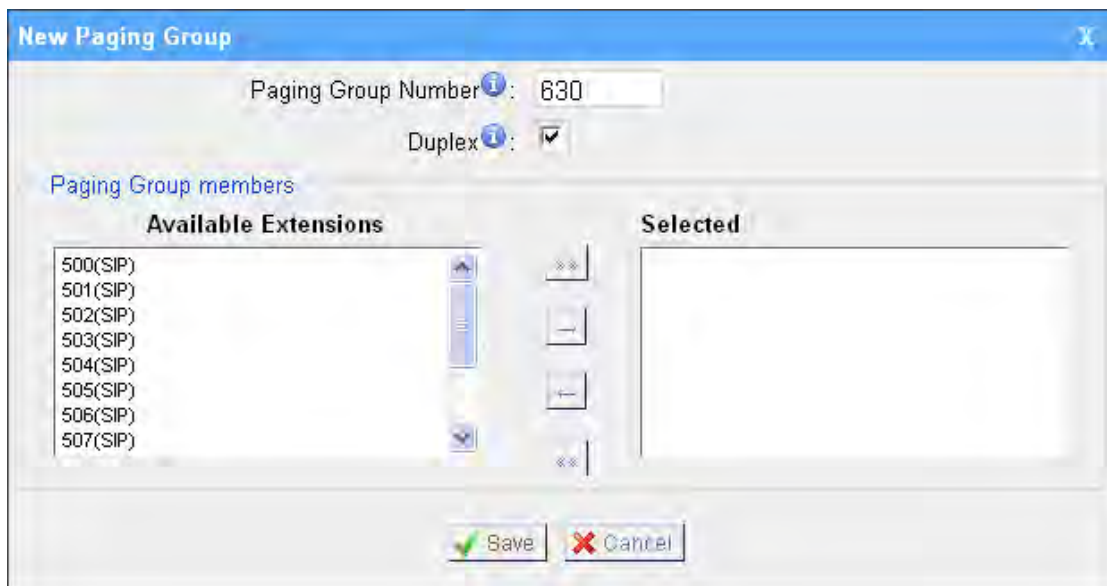 New Paging Group X
Paging Group Number i : 630
Duplex i :
Paging Group members
Available Extensions
Selected
500(SIP)
501(SIP)
502(SIP)
503(SIP)
504(SIP)
505(SIP)
506(SIP)
507(SIP)
Save
Cancel